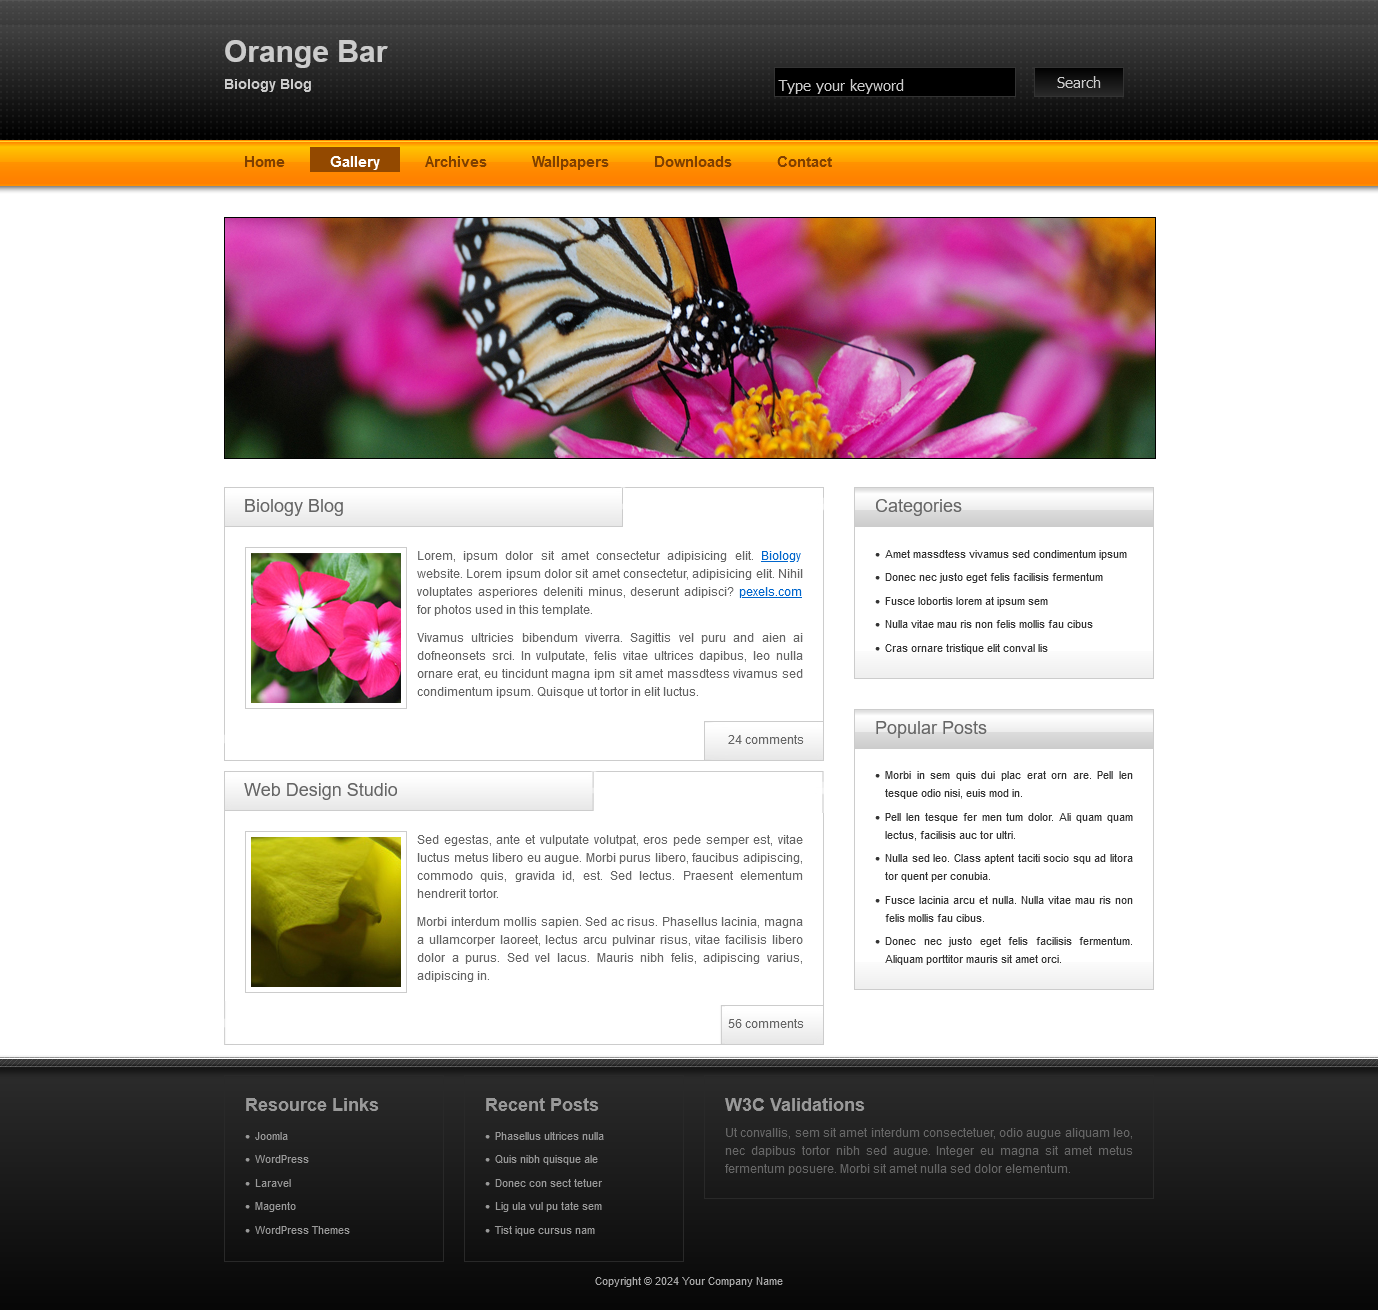 Orange Bar
Biology Blog
Type your keyword
Search
Home
Gallery
Archives
Wallpapers
Downloads
Contact
Biology Blog
Lorem, ipsum dolor sit amet consectetur adipisicing elit. Biology
website. Lorem ipsum dolor sit amet consectetur, adipisicing elit. Nihil
voluptates asperiores deleniti minus, deserunt adipisci? pexels.com
for photos used in this template.
Vivamus ultricies bibendum viverra. Sagittis vel puru and aien ai
dofneonsets srci. In vulputate, felis vitae ultrices dapibus, leo nulla
ornare erat, eu tincidunt magna ipm sit amet massdtess vivamus sed
condimentum ipsum. Quisque ut tortor in elit luctus.
24 comments
Web Design Studio
Sed egestas, ante et vulputate volutpat, eros pede semper est, vitae
luctus metus libero eu augue. Morbi purus libero, faucibus adipiscing,
commodo quis, gravida id, est. Sed lectus. Praesent elementum
hendrerit tortor.
Morbi interdum mollis sapien. Sed ac risus. Phasellus lacinia, magna
a ullamcorper laoreet, lectus arcu pulvinar risus, vitae facilisis libero
dolor a purus. Sed vel lacus. Mauris nibh felis, adipiscing varius,
adipiscing in.
56 comments
Categories
Amet massdtess vivamus sed condimentum ipsum
Donec nec justo eget felis facilisis fermentum
Fusce lobortis lorem at ipsum sem
Nulla vitae mau ris non felis mollis fau cibus
Cras ornare tristique elit conval lis
Popular Posts
Morbi in sem quis dui plac erat orn are. Pell len
tesque odio nisi, euis mod in.
Pell len tesque fer men tum dolor. Ali quam quam
lectus, facilisis auc tor ultri.
Nulla sed leo. Class aptent taciti socio squ ad litora
tor quent per conubia.
Fusce lacinia arcu et nulla. Nulla vitae mau ris non
felis mollis fau cibus.
Donec nec justo eget felis facilisis fermentum.
Aliquam porttitor mauris sit amet orci.
Resource Links
Joomla
WordPress
Laravel
Magento
WordPress Themes
Recent Posts
Phasellus ultrices nulla
Quis nibh quisque ale
Donec con sect tetuer
Lig ula vul pu tate sem
Tist ique cursus nam
W3C Validations
Ut convallis, sem sit amet interdum consectetuer, odio augue aliquam leo,
nec dapibus tortor nibh sed augue. Integer eu magna sit amet metus
fermentum posuere. Morbi sit amet nulla sed dolor elementum.
Copyright © 2024 Your Company Name